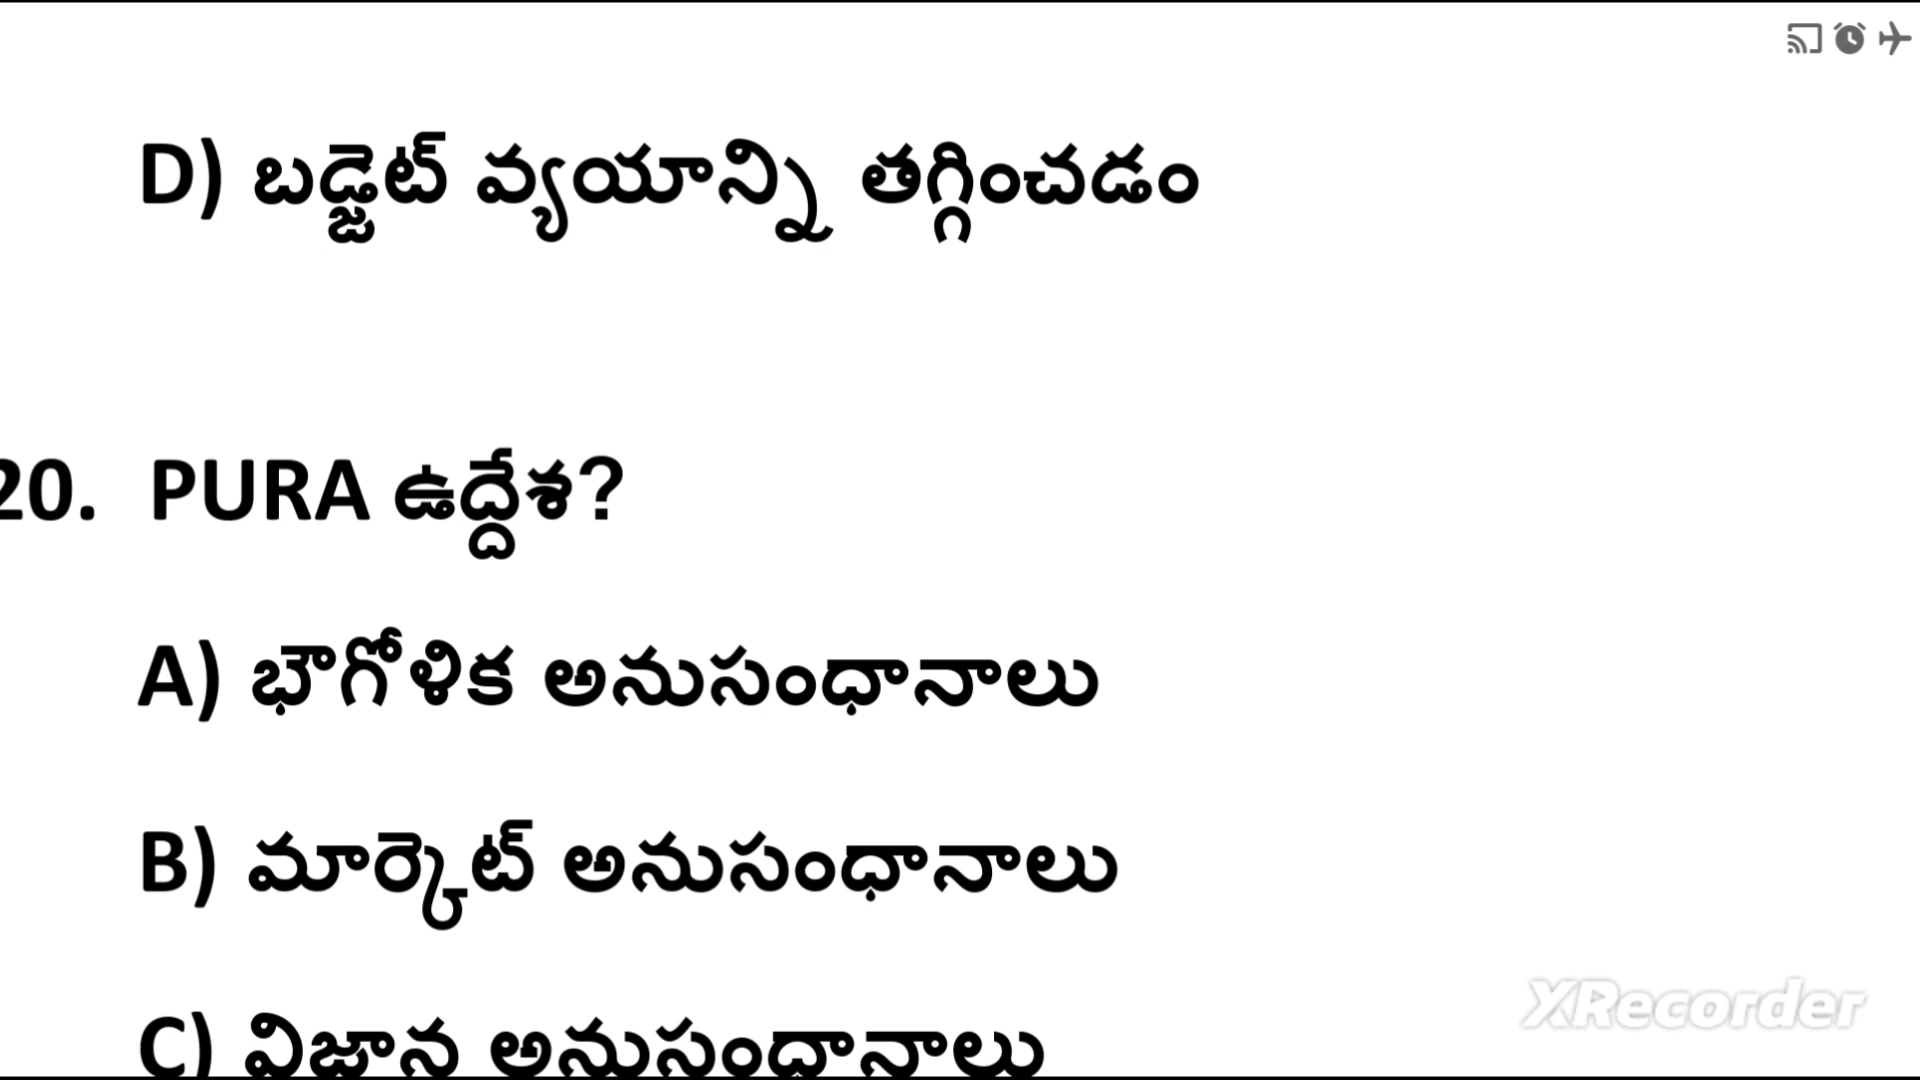 D) బడ్జెట్ వ్యయాన్ని తగ్గించడం
20. PURA ఉద్దేశ?
A) భౌగోళిక అనుసంధానాలు
B) మార్కెట్ అనుసంధానాలు
C) విజ్ఞాన అనుసంధానాలు
XRecorder